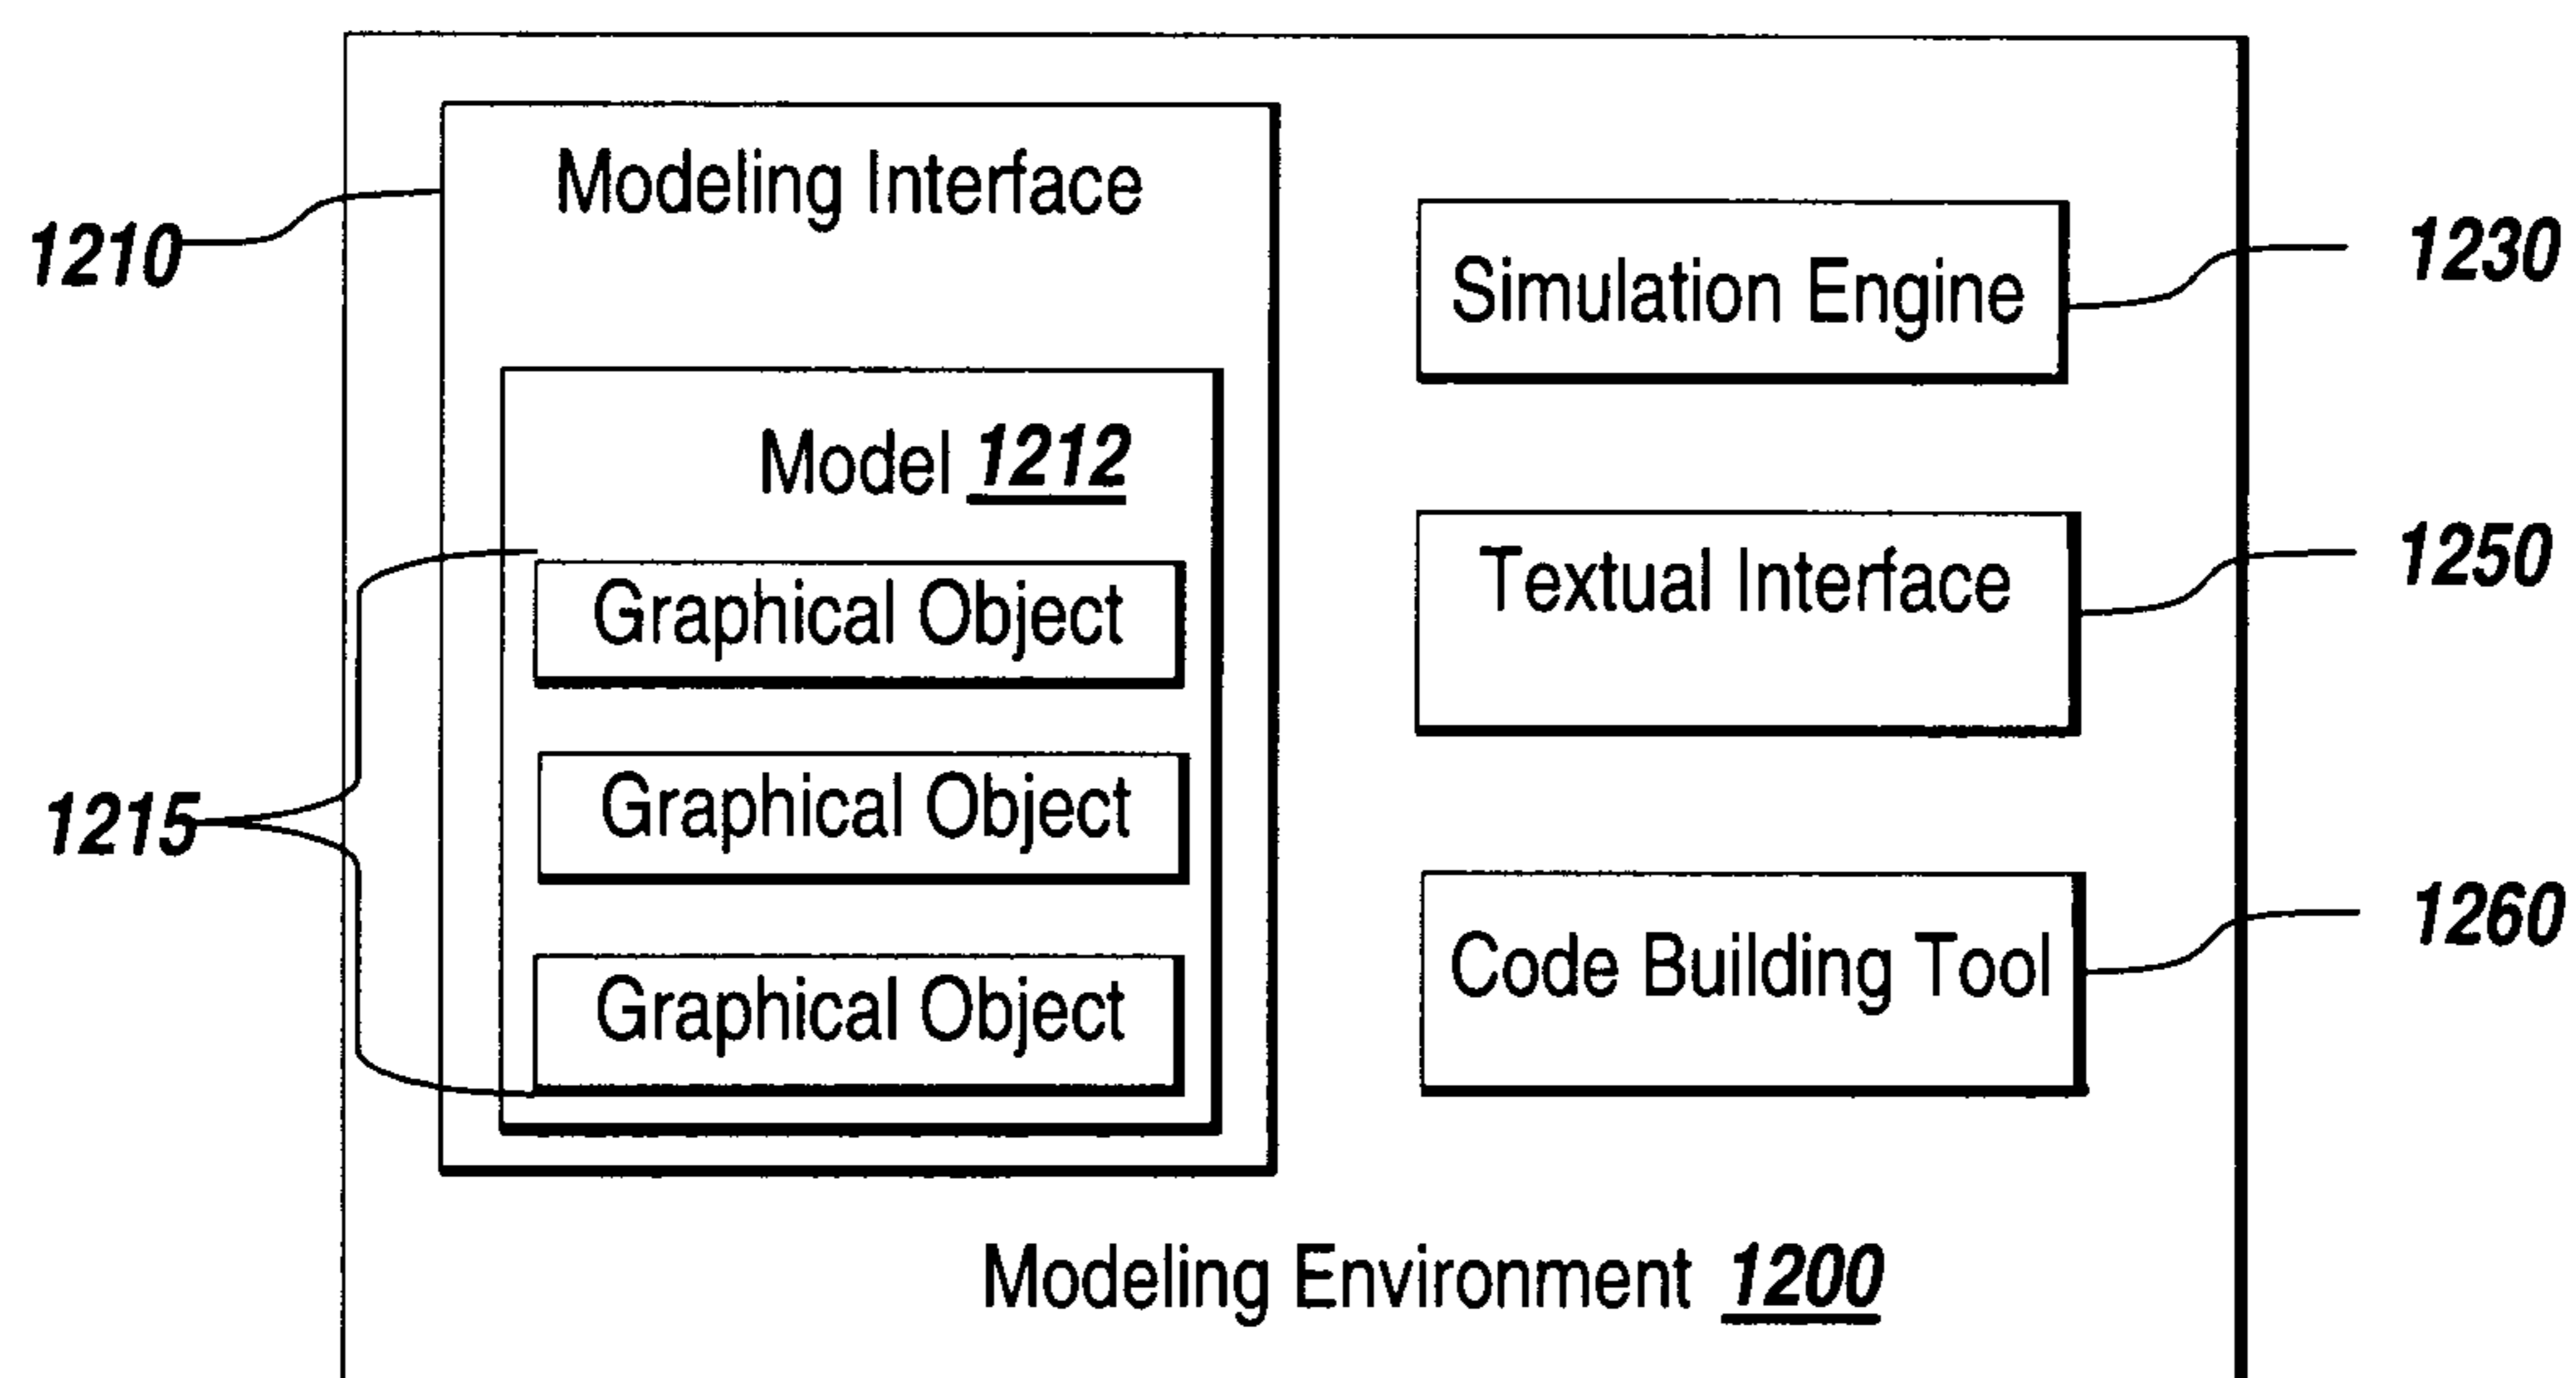 Modeling Interface
1210
Simulation Engine
1230
Model 1212
Textual Interface
1250
Graphical Object
1215
Graphical Object
Graphical Object
Code Building Tool
1260
Modeling Environment 1200